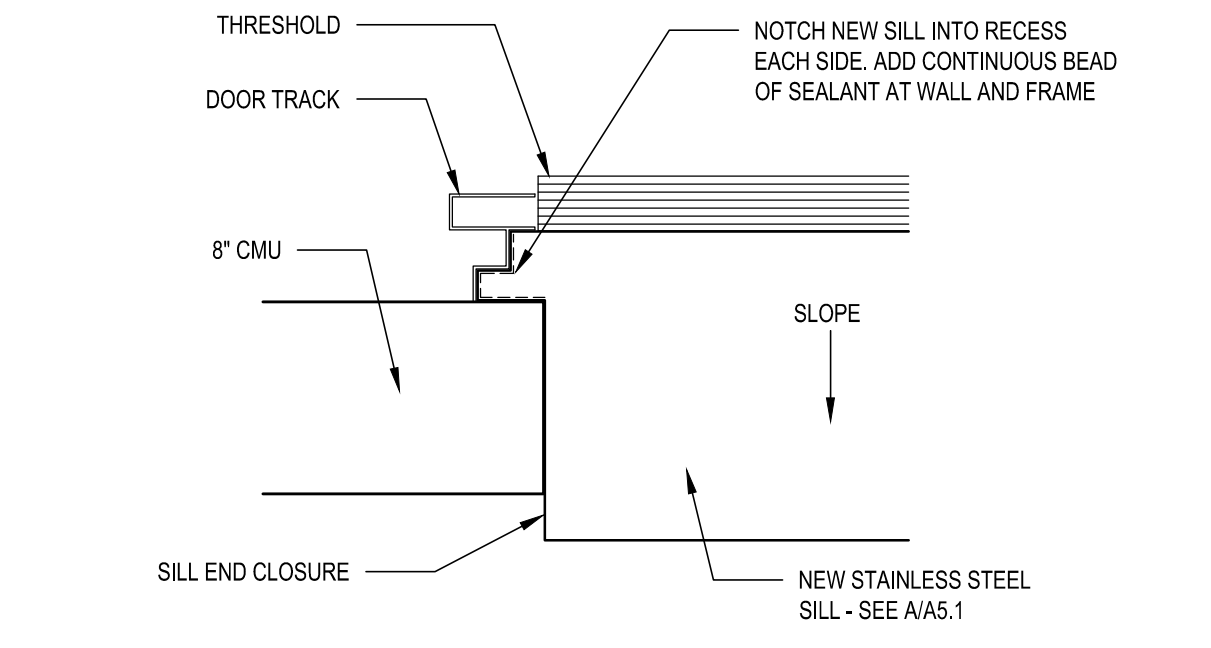 THRESHOLD
NOTCH NEW SILL INTO RECESS
EACH SIDE. ADD CONTINUOUS BEAD
OF SEALANT AT WALL AND FRAME
DOOR TRACK
8" CMU
SLOPE
SILL END CLOSURE
NEW STAINLESS STEEL
SILL - SEE A/A5.1